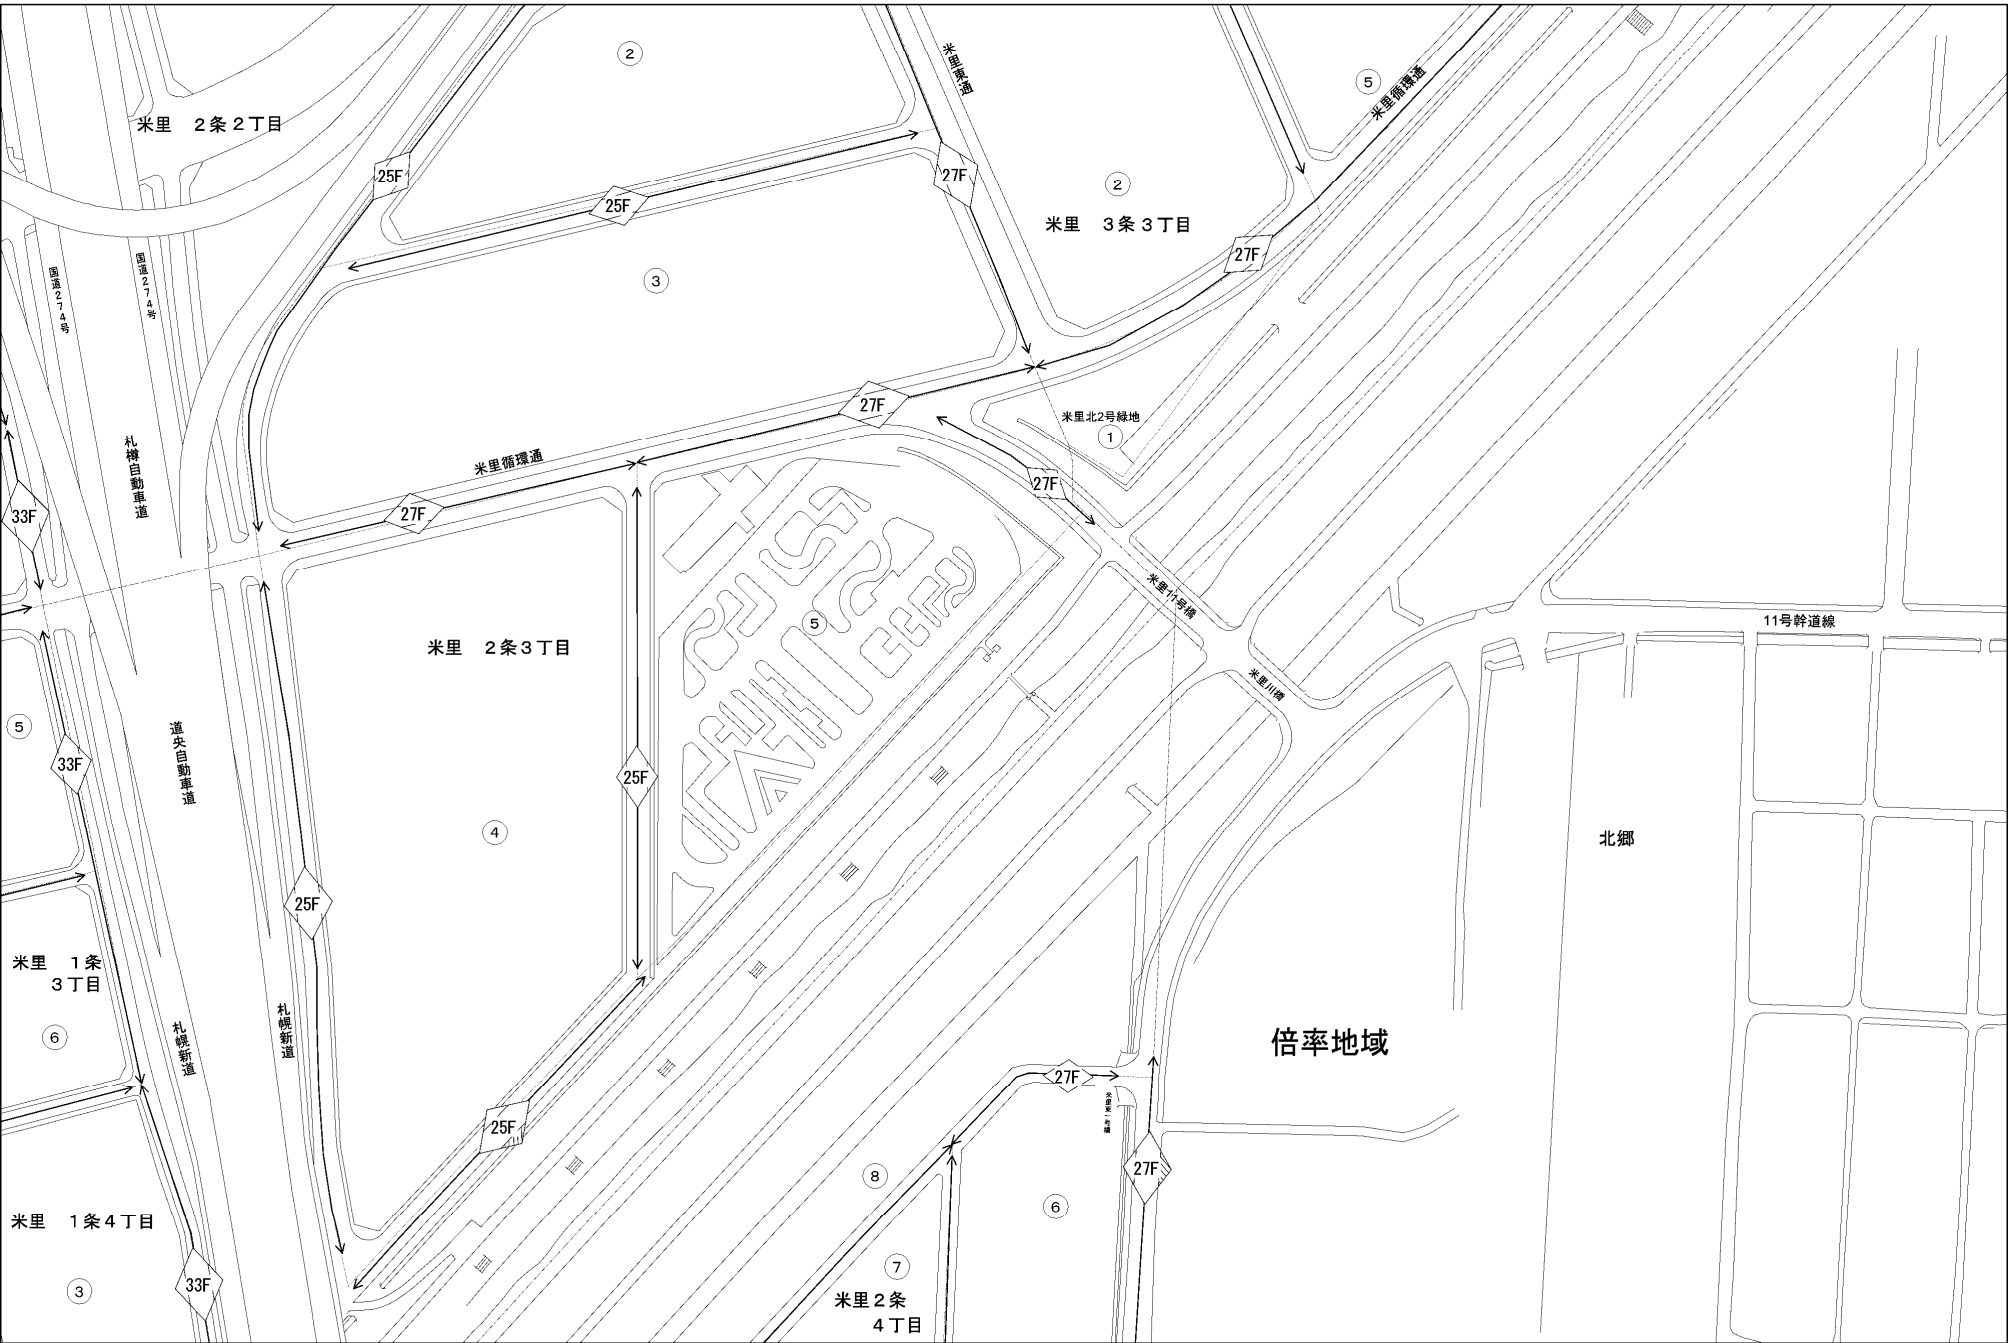 ②
米里東通
⑤
米里循環通
米里 2条2丁目
25F
27F
②
25F
米里 3条3丁目
27F
国道274号
国道274号
③
27F
米里北2号緑地
①
札樽自動車道
米里循環通
27F
33F
27F
米里11号橋
11号幹道線
⑤
米里 2条3丁目
米里川橋
⑤
道央自動車道
33F
25F
④
北郷
25F
米里 1条
3丁目
⑥
札幌新道
札幌新道
倍率地域
27F
米里東一号橋
25F
27F
⑧
⑥
米里 1条4丁目
③
33F
⑦
米里2条
4丁目